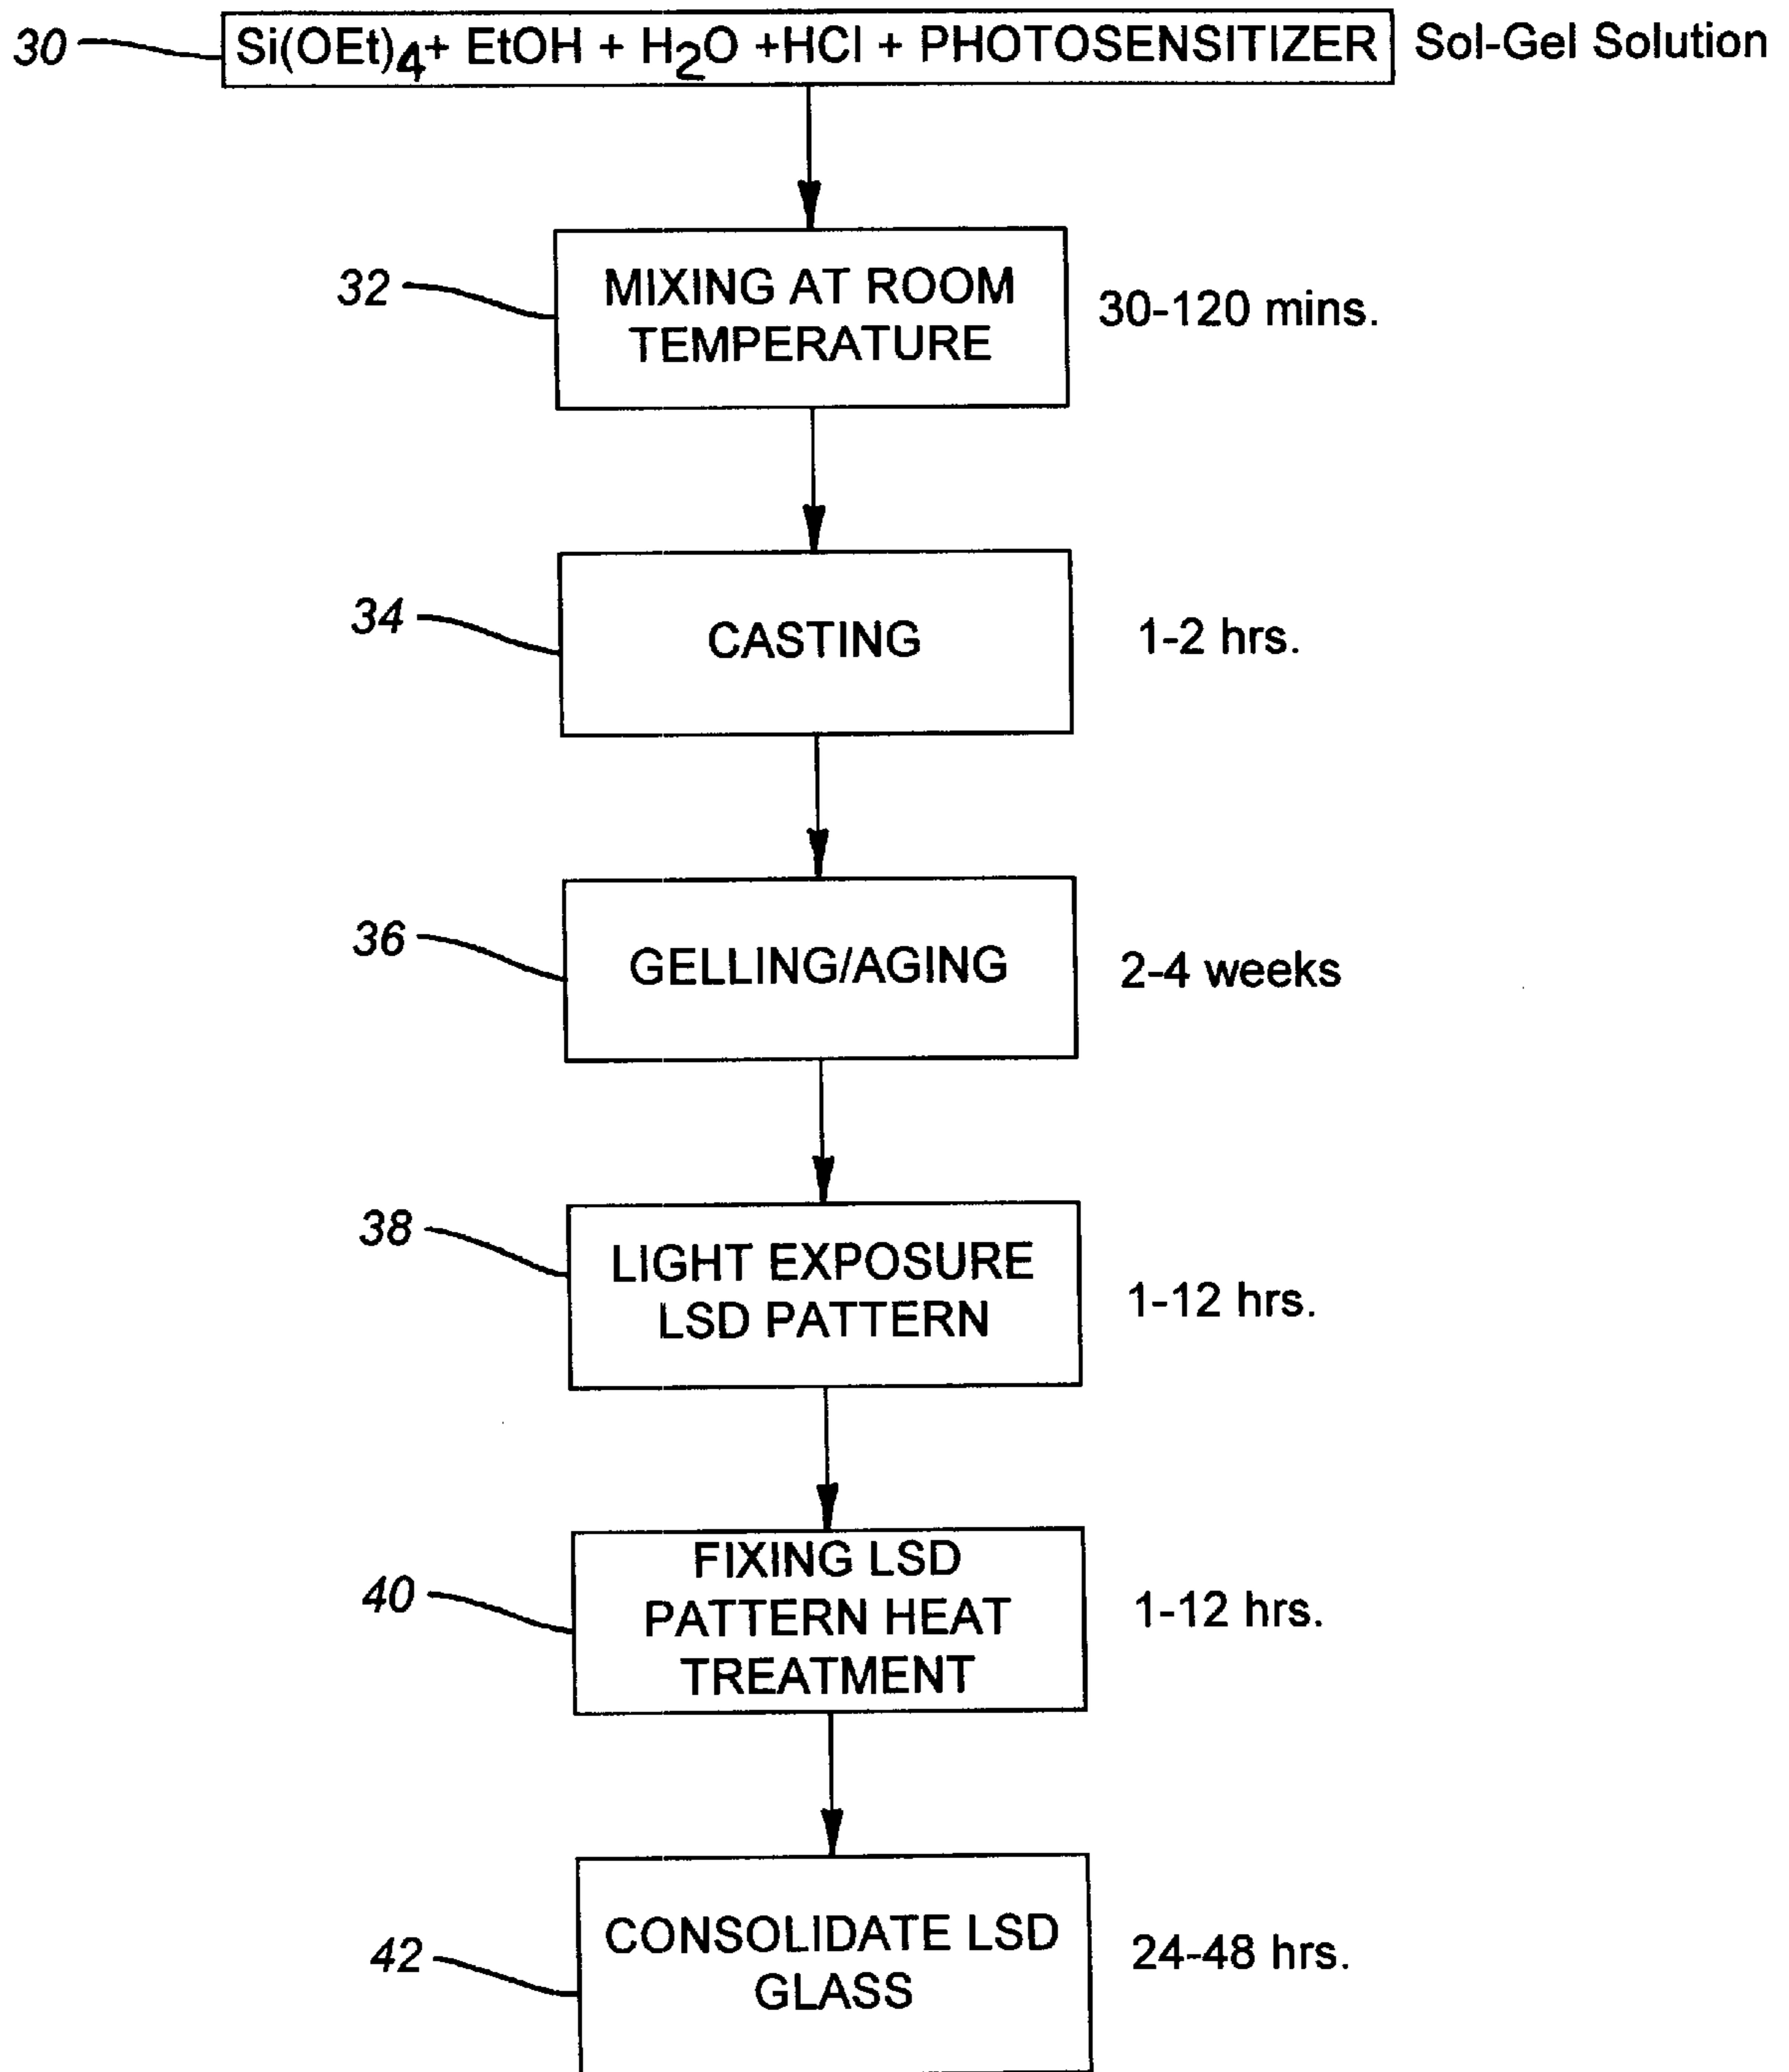 30
Si(OEt)4+ EtOH + H2O +HCl + PHOTOSENSITIZER
Sol-Gel Solution
32
MIXING AT ROOM
TEMPERATURE
30-120 mins.
34
CASTING
1-2 hrs.
36
GELLING/AGING
2-4 weeks
38
LIGHT EXPOSURE
LSD PATTERN
1-12 hrs.
40
FIXING LSD
PATTERN HEAT
TREATMENT
1-12 hrs.
42
CONSOLIDATE LSD
GLASS
24-48 hrs.